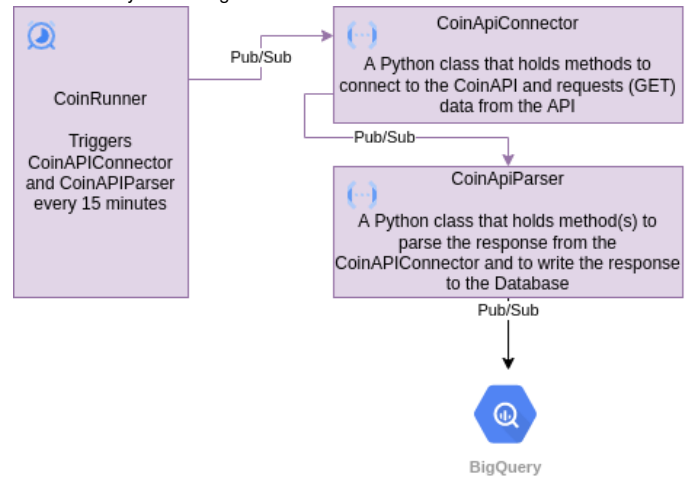 CoinRunner
Triggers
CoinAPIConnector
and CoinAPIParser
every 15 minutes
Pub/Sub
CoinApiConnector
A Python class that holds methods to
connect to the CoinAPI and requests (GET)
data from the API
Pub/Sub
CoinApiParser
A Python class that holds method(s) to
parse the response from the
CoinAPIConnector and to write the response
to the Database
Pub/Sub
BigQuery